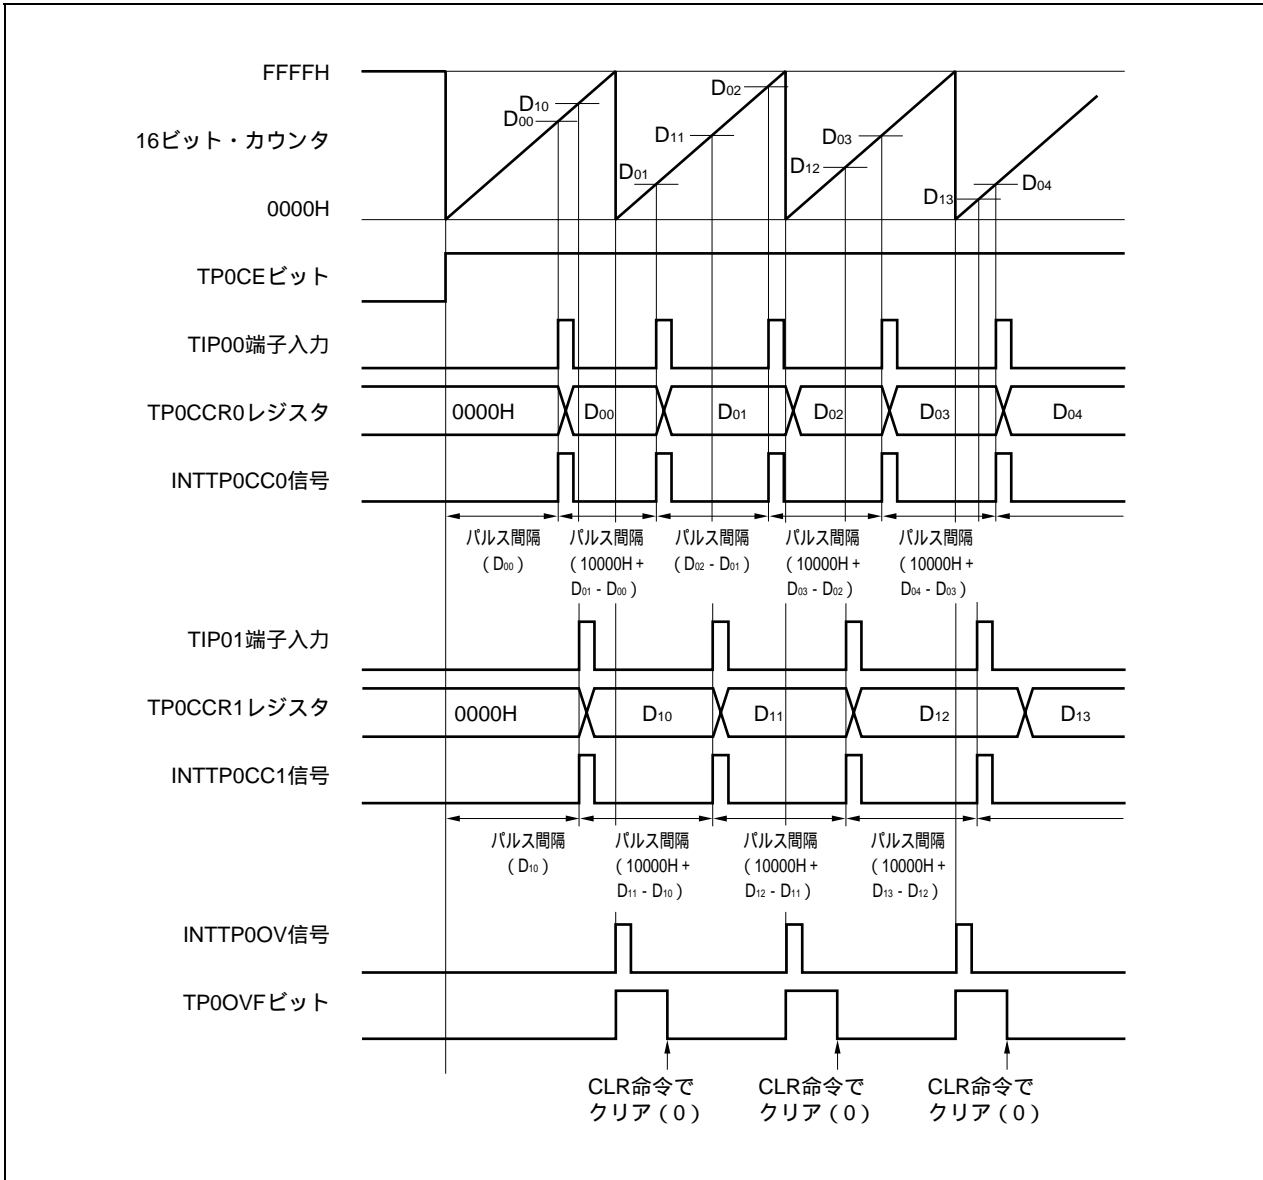 FFFFH
16ビット・カウンタ
0000H
D10
D00
D01
D11
D02
D12
D03
D13
D04
TP0CEビット
TIP00端子入力
TP0CCR0レジスタ
0000H
D00
D01
D02
D03
D04
INTTP0CC0信号
パルス間隔
(D00)
パルス間隔
(10000H +
D01 - D00)
パルス間隔
(D02 - D01)
パルス間隔
(10000H +
D03 - D02)
パルス間隔
(10000H +
D04 - D03)
TIP01端子入力
TP0CCR1レジスタ
0000H
D10
D11
D12
D13
INTTP0CC1信号
パルス間隔
(D10)
パルス間隔
(10000H +
D11 - D10)
パルス間隔
(10000H +
D12 - D11)
パルス間隔
(10000H +
D13 - D12)
INTTP0OV信号
TP0OVFビット
CLR命令で
クリア(0)
CLR命令で
クリア(0)
CLR命令で
クリア(0)